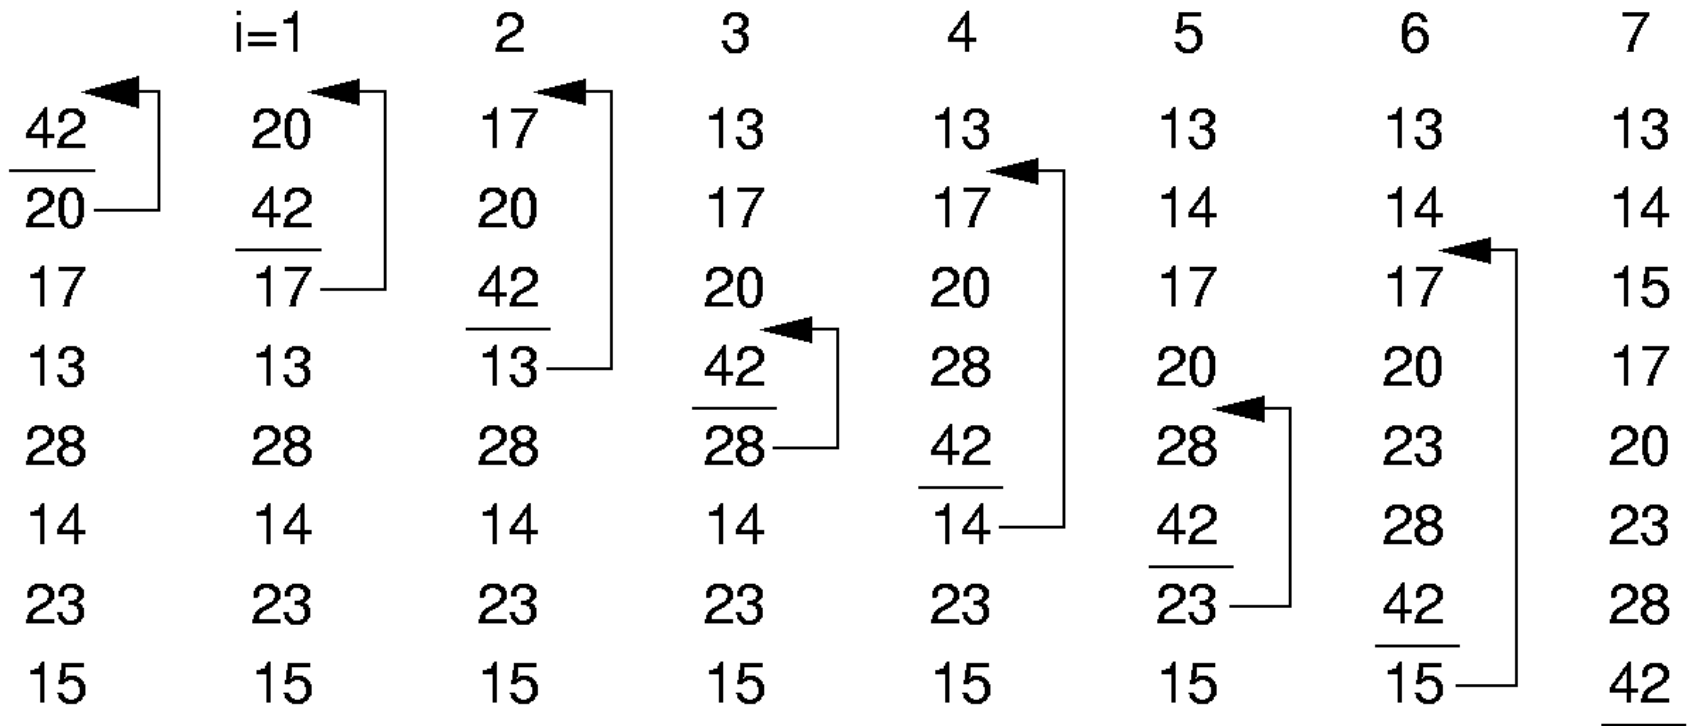 i=1 2 3 4 5 6 7
42 20 17 13 13 13 13 13
20 42 20 17 17 14 14 14
17 17 42 20 20 17 17 15
13 13 13 42 28 20 20 17
28 28 28 28 42 28 23 20
14 14 14 14 14 42 28 23
23 23 23 23 23 23 42 28
15 15 15 15 15 15 15 42